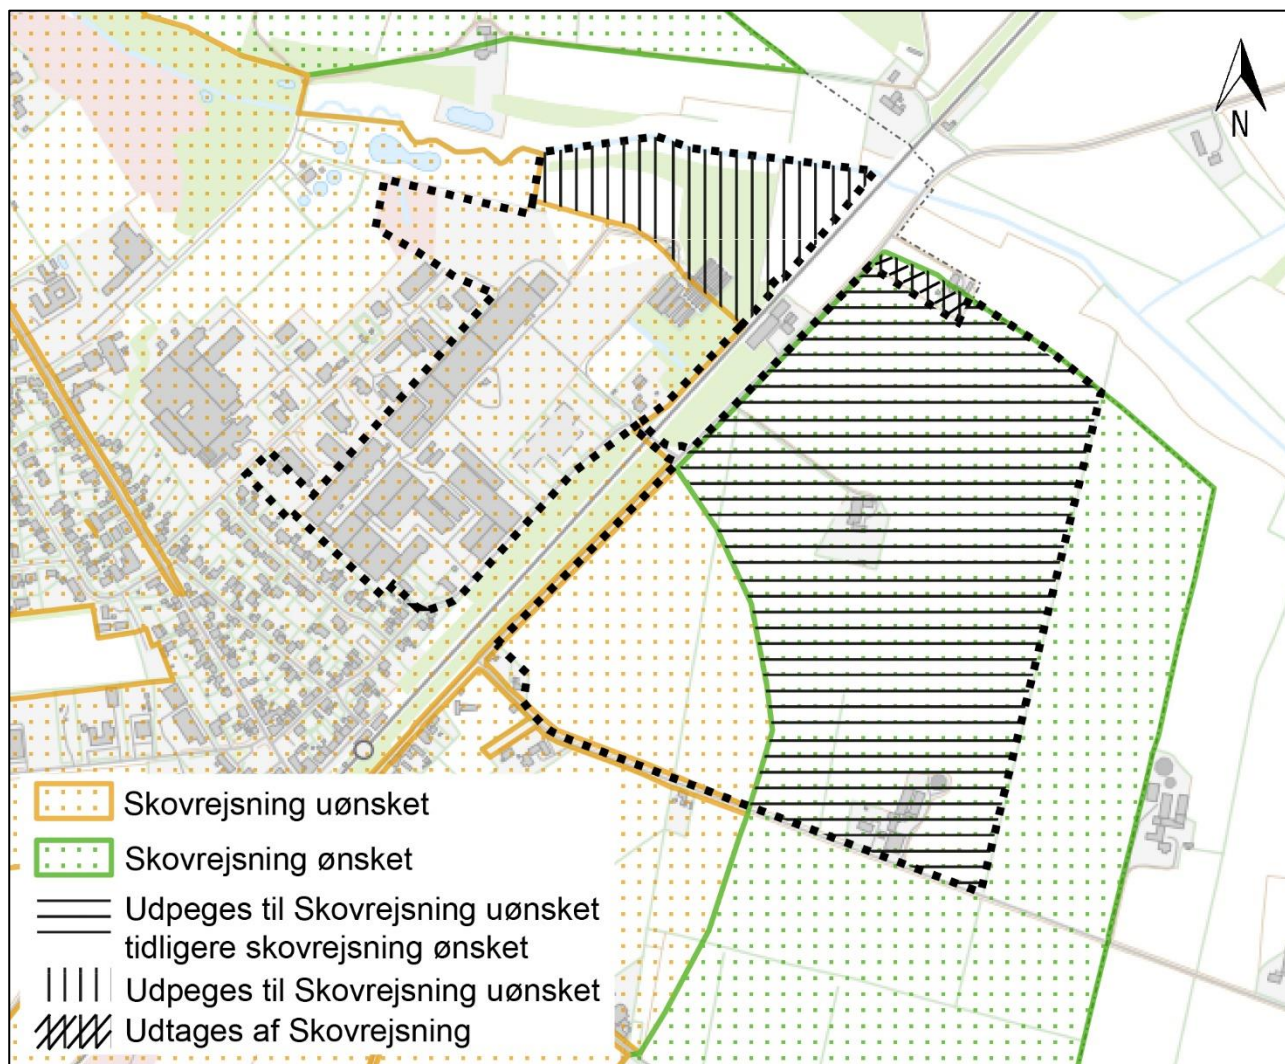 N
Skovrejsning uønsket
Skovrejsning ønsket
Udpeges til Skovrejsning uønsket
tidligere skovrejsning ønsket
Udpeges til Skovrejsning uønsket
Udtages af Skovrejsning